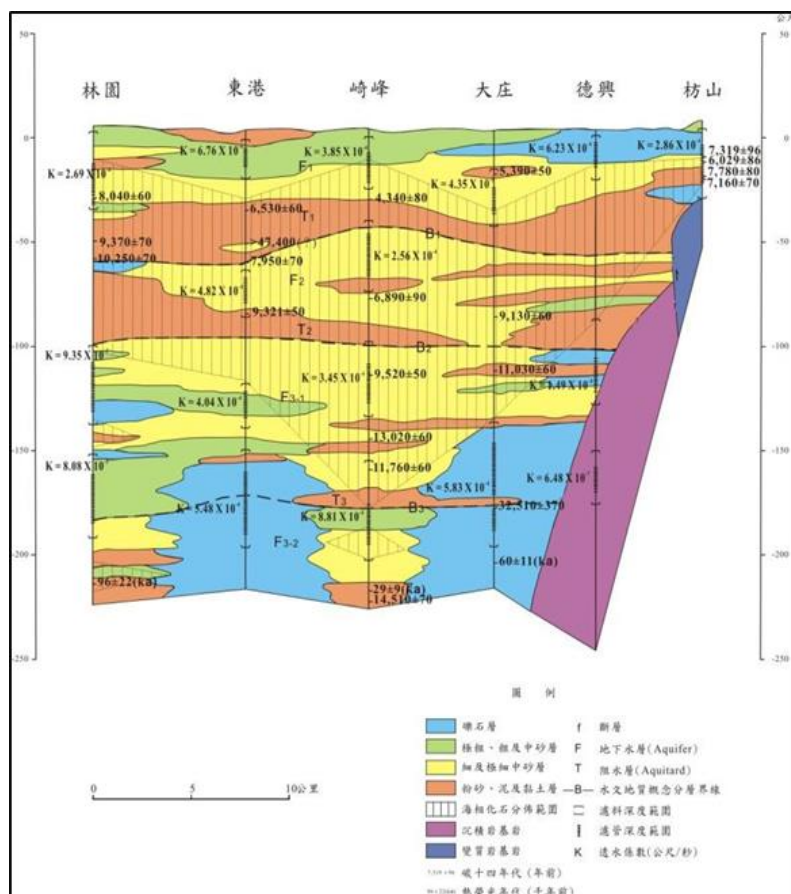 公尺
50
50
林園 東港 崎峰 大庄 德興 枋山
0
0
K = 6.76 X 10
K = 3.85 X 10
K = 6.23 X 10
K = 2.86 X 10
7,319±96
6,029±86
7,780±80
7,160±70
F1
K = 2.69 X 10
5,390±50
K = 4.35 X 10
8,040±60
6,530±60
4,340±80
T1
-50
-50
9,370±70
>47,400(?)
B1
10,250±70
7,950±70
K = 2.56 X 10
F2
K = 4.82 X 10
6,890±90
9,321±50
9,130±60
T2
-100
-100
B2
K = 9.35 X 10
K = 3.45 X 10
9,520±50
11,030±60
F3-1
K = 4.04 X 10
13,020±60
-150
-150
K = 8.08 X 10
11,760±60
K = 5.83 X 10
K = 6.48 X 10
T3
B3
K = 5.48 X 10
K = 8.81 X 10
32,510±370
F3-2
-200
-200
96±22(ka)
60±11(ka)
29±9(ka)
14,510±70
-250
-250
圖 例
礫石層
f 斷層
極粗、粗及中砂層
F 地下水層(Aquifer)
細及極細中砂層
T 阻水層(Aquitard)
粉砂、泥及黏土層
—B— 水文地質概念分層界線
海相化石分佈範圍
濾料深度範圍
沉積岩基岩
濾管深度範圍
變質岩基岩
K 透水係數(公尺/秒)
碳十四年代(年前)
熱螢光年代(千年前)
0 10公里